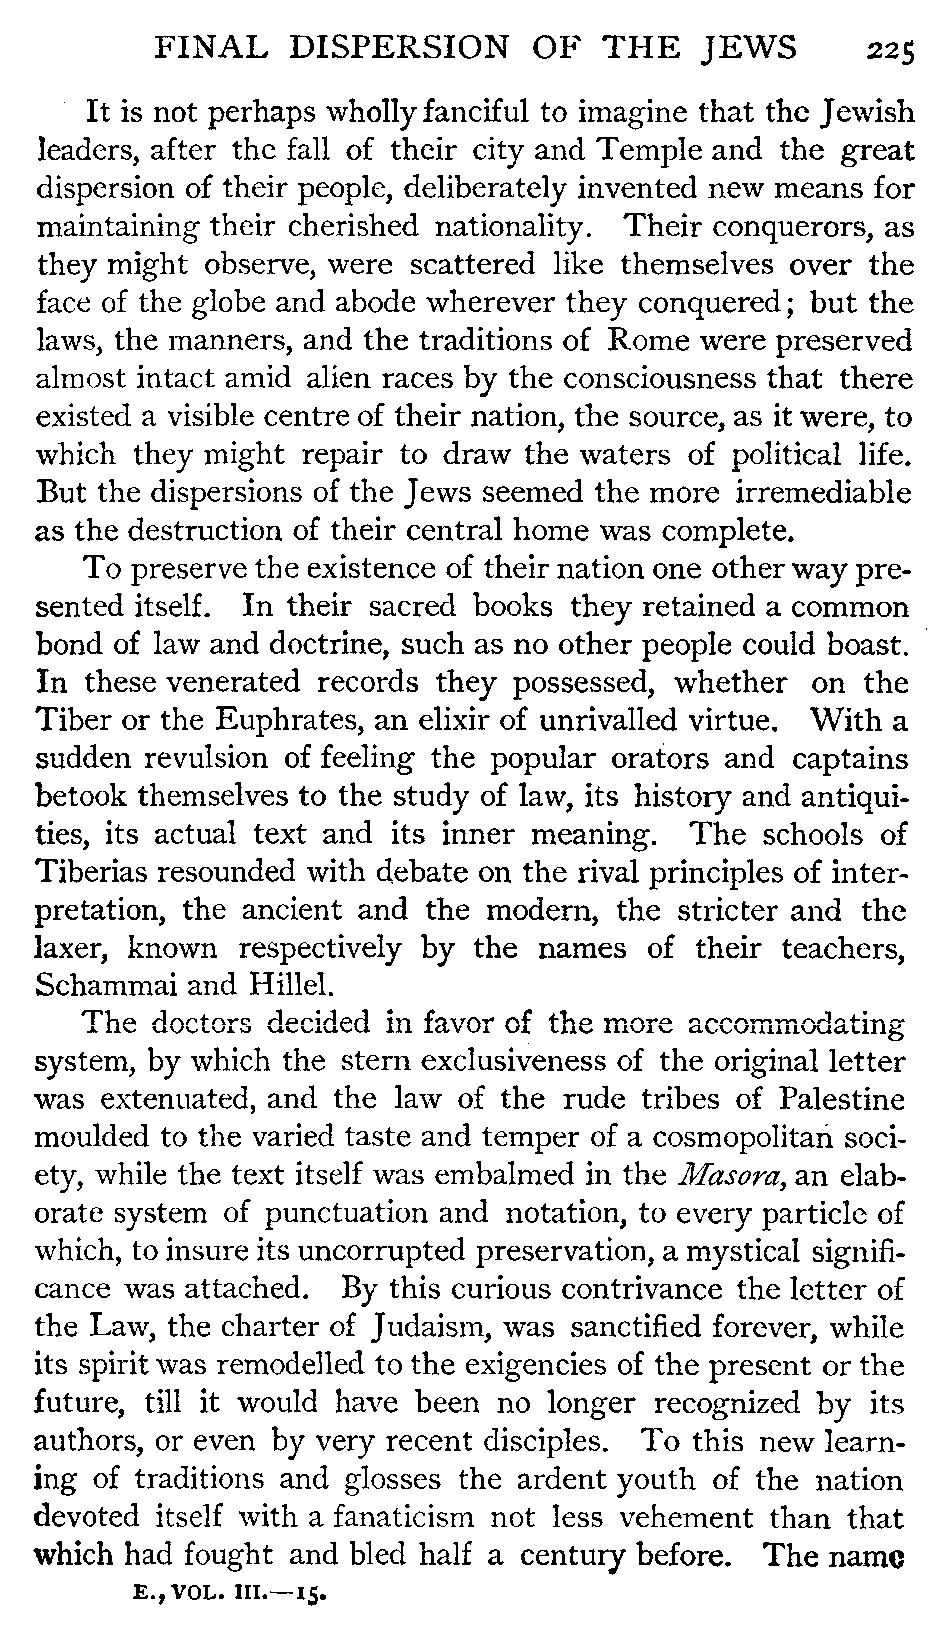 FINAL DISPERSION OF THE JEWS 225
It is not perhaps wholly fanciful to imagine that the Jewish
leaders, after the fall of their city and Temple and the great
dispersion of their people, deliberately invented new means for
maintaining their cherished nationality. Their conquerors, as
they might observe, were scattered like themselves over the
face of the globe and abode wherever they conquered; but the
laws, the manners, and the traditions of Rome were preserved
almost intact amid alien races by the consciousness that there
existed a visible centre of their nation, the source, as it were, to
which they might repair to draw the waters of political life.
But the dispersions of the Jews seemed the more irremediable
as the destruction of their central home was complete.
To preserve the existence of their nation one other way pre-
sented itself. In their sacred books they retained a common
bond of law and doctrine, such as no other people could boast.
In these venerated records they possessed, whether on the
Tiber or the Euphrates, an elixir of unrivalled virtue. With a
sudden revulsion of feeling the popular orators and captains
betook themselves to the study of law, its history and antiqui-
ties, its actual text and its inner meaning. The schools of
Tiberias resounded with debate on the rival principles of inter-
pretation, the ancient and the modern, the stricter and the
laxer, known respectively by the names of their teachers,
Schammai and Hillel.
The doctors decided in favor of the more accommodating
system, by which the stern exclusiveness of the original letter
was extenuated, and the law of the rude tribes of Palestine
moulded to the varied taste and temper of a cosmopolitan soci-
ety, while the text itself was embalmed in the Masora, an elab-
orate system of punctuation and notation, to every particle of
which, to insure its uncorrupted preservation, a mystical signifi-
cance was attached. By this curious contrivance the letter of
the Law, the charter of Judaism, was sanctified forever, while
its spirit was remodelled to the exigencies of the present or the
future, till it would have been no longer recognized by its
authors, or even by very recent disciples. To this new learn-
ing of traditions and glosses the ardent youth of the nation
devoted itself with a fanaticism not less vehement than that
which had fought and bled half a century before. The name
E., VOL. III.—15.